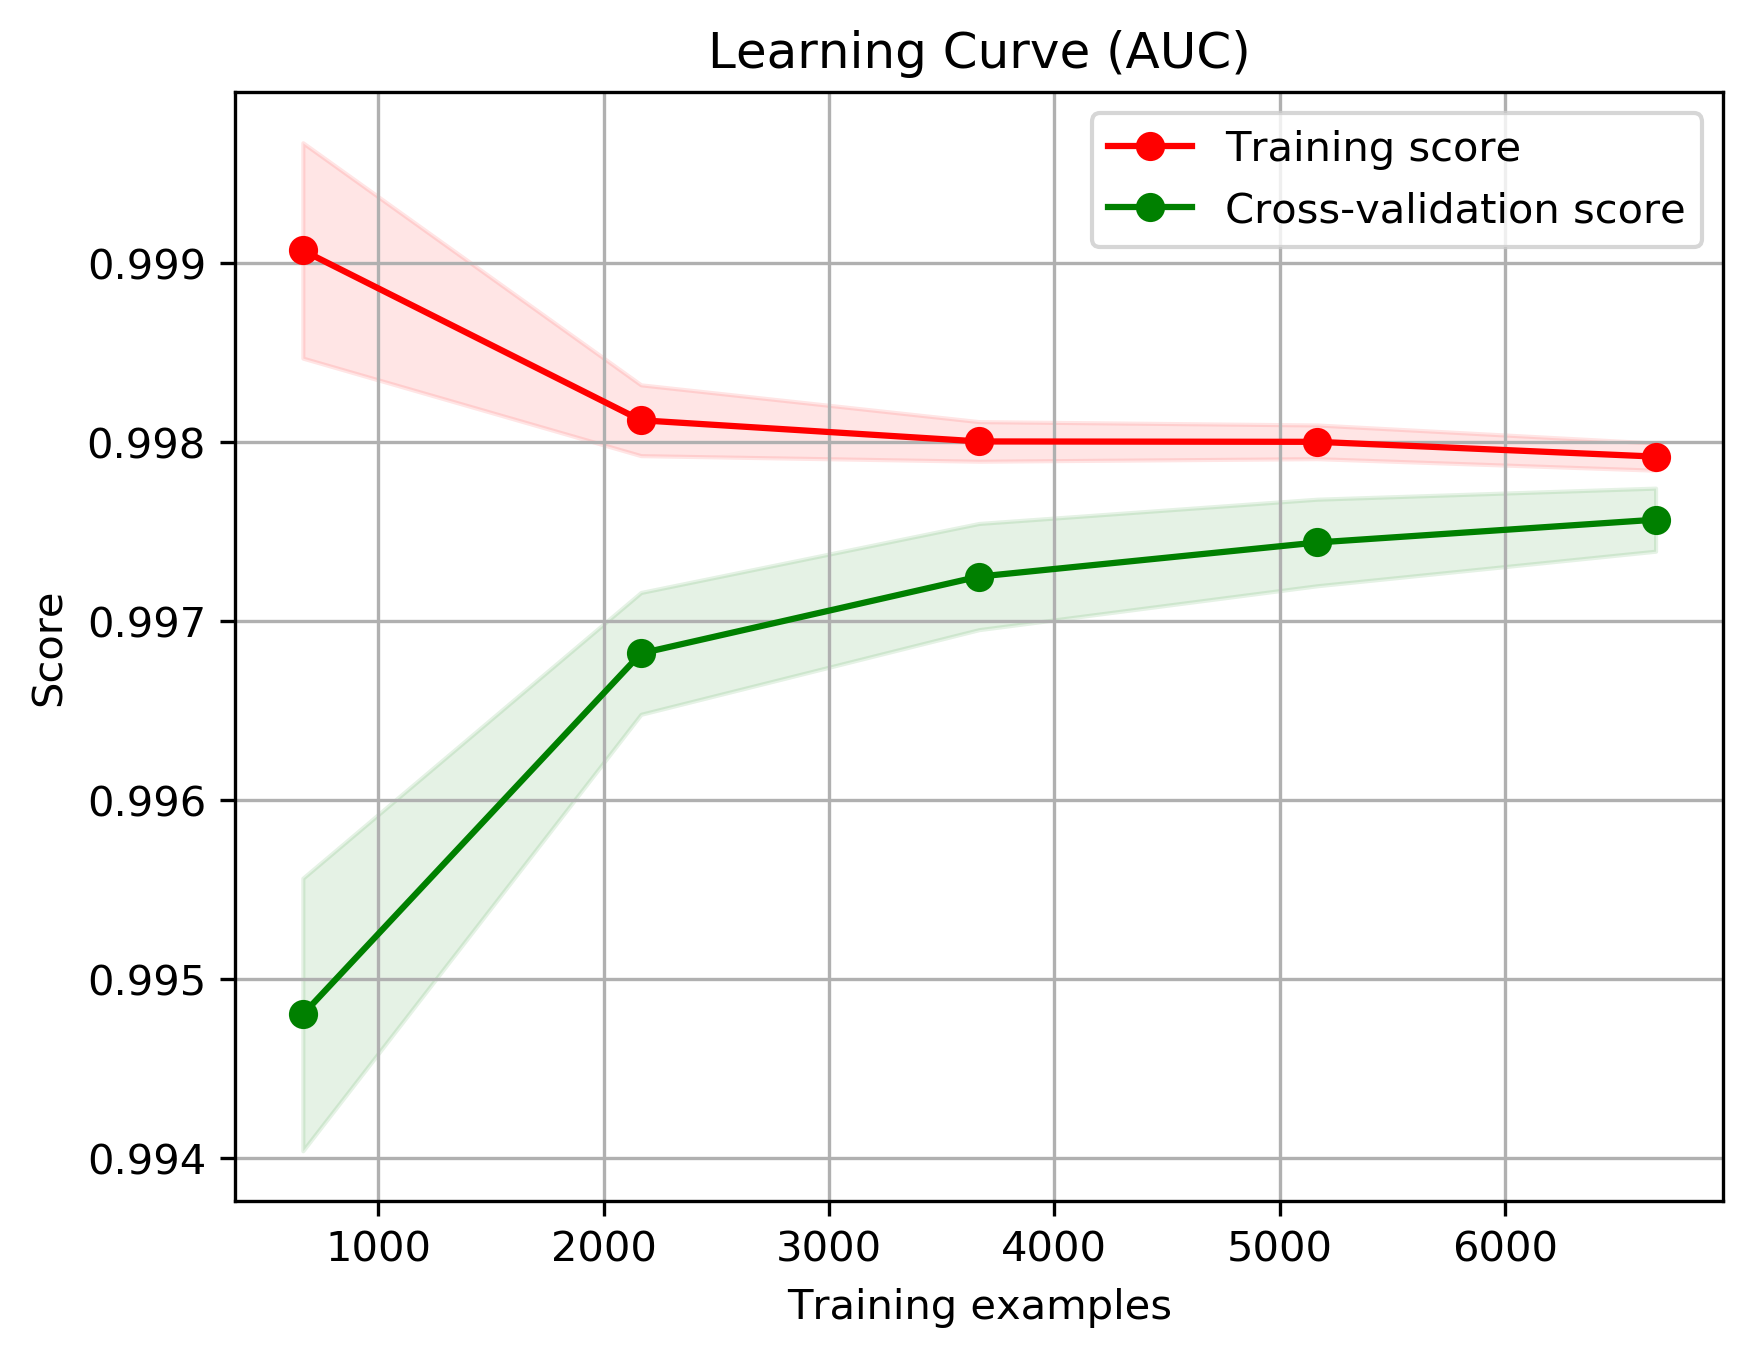 Learning Curve (AUC)
Training score
Cross-validation score
0.999
0.998
0.997
0.996
0.995
0.994
Score
1000 2000 3000 4000 5000 6000
Training examples